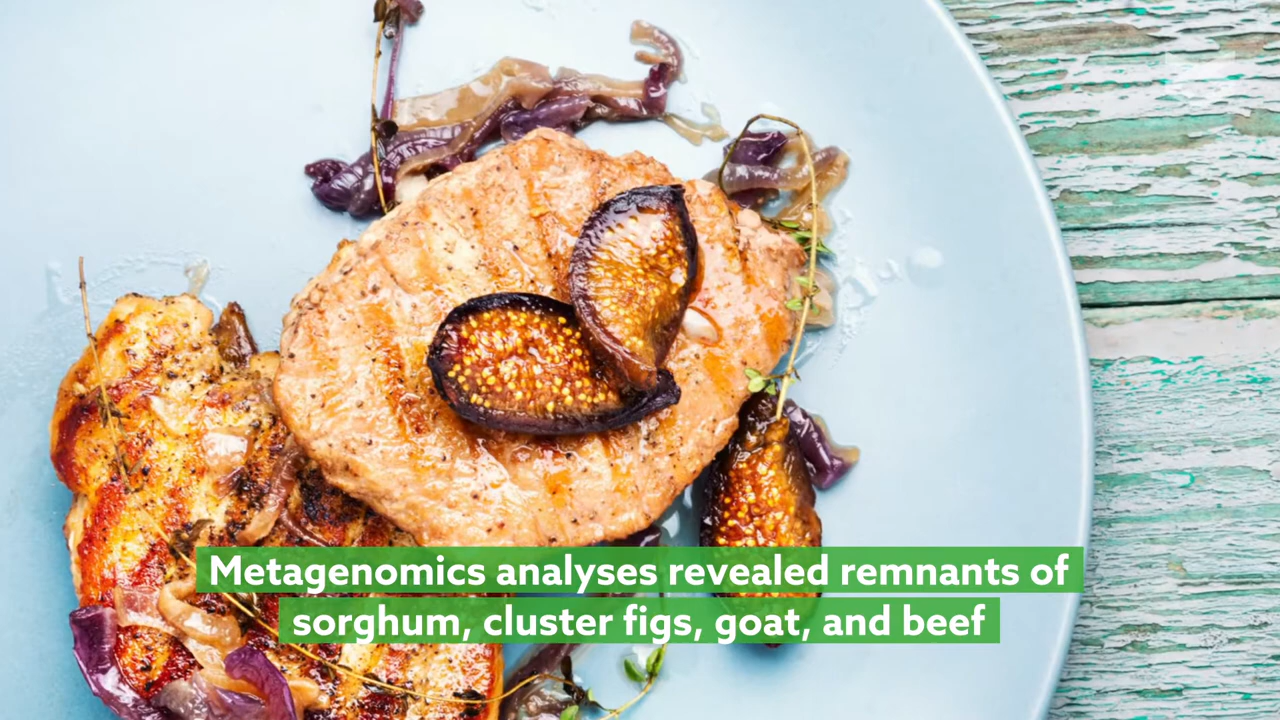 Metagenomics analyses revealed remnants of
sorghum, cluster figs, goat, and beef